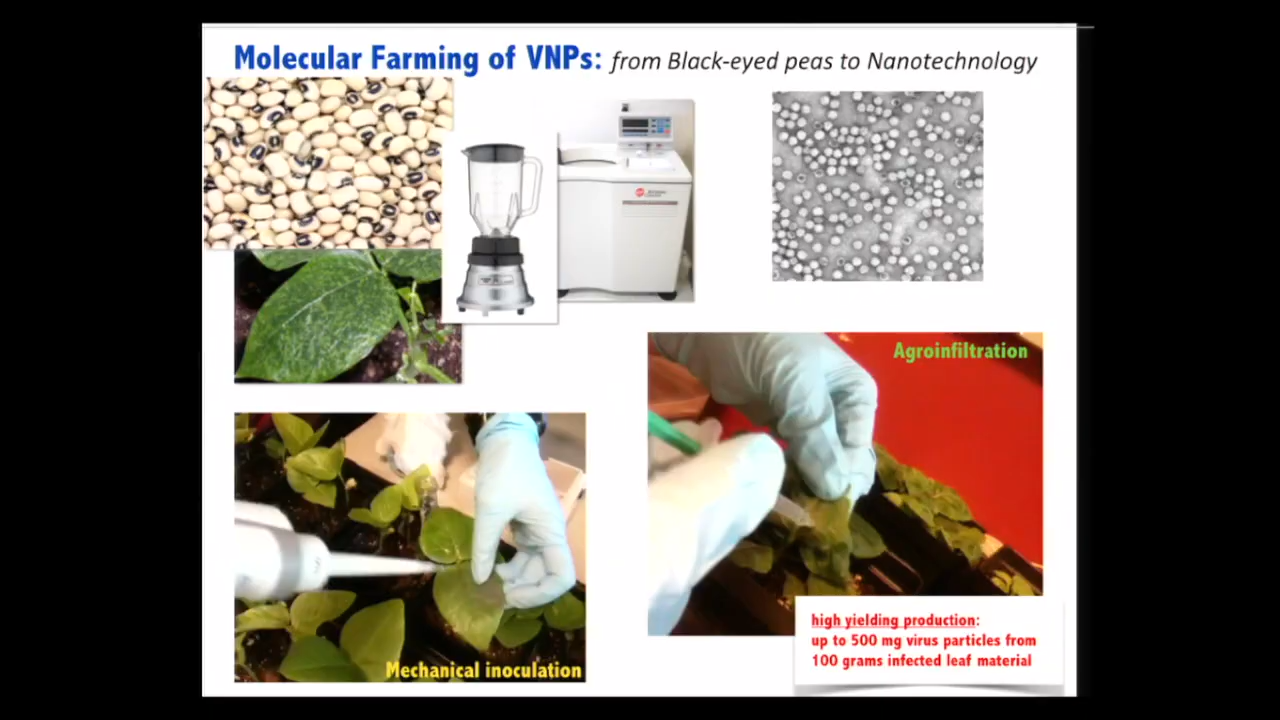 Molecular Farming of VNPs: from Black-eyed peas to Nanotechnology
Agroinfiltration
Mechanical inoculation
high yielding production:
up to 500 mg virus particles from
100 grams infected leaf material